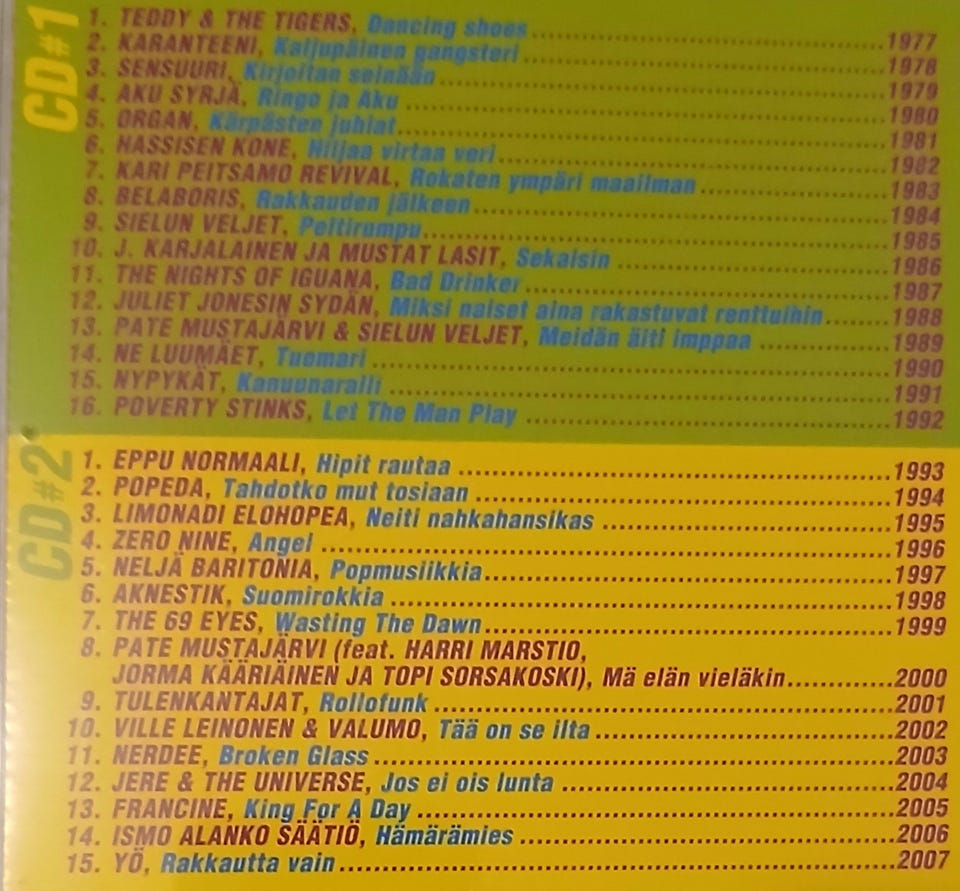 CD#1
1. TEDDY & THE TIGERS, Dancing shoes 1977
2. KARANTEENI, Kaljupäinen gangsteri 1978
3. SENSUURI, Kirjoitan seinään 1979
4. AKU SYRJÄ, Ringo ja Aku 1980
5. ORGAN, Kärpästen juhlat 1981
6. HASSISEN KONE, Hiljaa virtaa veri 1982
7. KARI PEITSAMO REVIVAL, Rokaten ympäri maailman 1983
8. BELABORIS, Rakkauden jälkeen 1984
9. SIELUN VELJET, Peltirumpu 1985
10. J. KARJALAINEN JA MUSTAT LASIT, Sekaisin 1986
11. THE NIGHTS OF IGUANA, Bad Drinker 1987
12. JULIET JONESIN SYDÄN, Miksi naiset aina rakastuvat renttuihin 1988
13. PATE MUSTAJÄRVI & SIELUN VELJET, Meidän äiti imppaa 1989
14. NE LUUMÄET, Tuomari 1990
15. NYPYKÄT, Kanuunaralli 1991
16. POVERTY STINKS, Let The Man Play 1992
CD#2
1. EPPU NORMAALI, Hipit rautaa 1993
2. POPEDA, Tahdotko mut tosiaan 1994
3. LIMONADI ELOHOPEA, Neiti nahkahansikas 1995
4. ZERO NINE, Angel 1996
5. NELJÄ BARITONIA, Popmusiikkia 1997
6. AKNESTIK, Suomirokkia 1998
7. THE 69 EYES, Wasting The Dawn 1999
8. PATE MUSTAJÄRVI (feat. HARRI MARSTIO,
JORMA KÄÄRIÄINEN JA TOPI SORSAKOSKI), Mä elän vieläkin 2000
9. TULENKANTAJAT, Rollofunk 2001
10. VILLE LEINONEN & VALUMO, Tää on se ilta 2002
11. NERDEE, Broken Glass 2003
12. JERE & THE UNIVERSE, Jos ei ois lunta 2004
13. FRANCINE, King For A Day 2005
14. ISMO ALANKO SÄÄTIÖ, Hämärämies 2006
15. YÖ, Rakkautta vain 2007